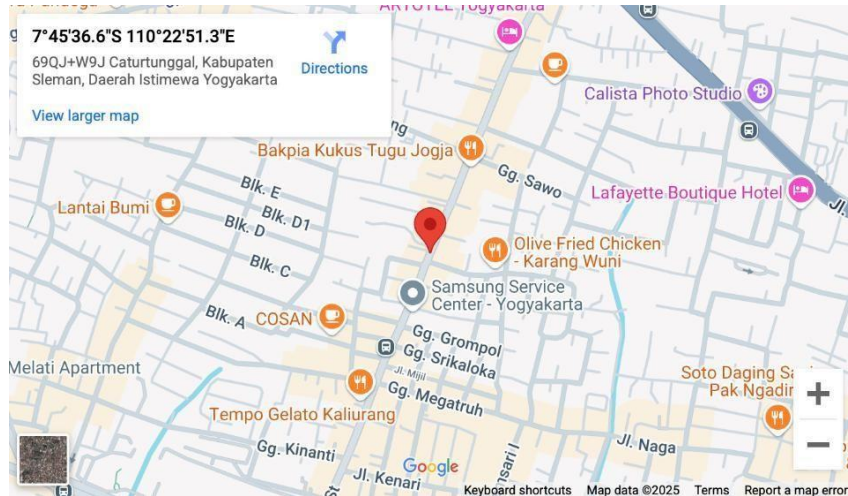 7°45'36.6"S 110°22'51.3"E
69QJ+W9J Caturtunggal, Kabupaten
Sleman, Daerah Istimewa Yogyakarta
Directions
View larger map
Yogyakarta
Calista Photo Studio
Bakpia Kukus Tugu Jogja
Gg. Sawo
Lafayette Boutique Hotel
Jl.
Blk. E
Lantai Bumi
Blk. D1
Blk. D
Olive Fried Chicken
- Karang Wuni
Blk. C
Samsung Service
Center - Yogyakarta
Blk. A
COSAN
Gg. Grompol
Gg. Srikaloka
Melati Apartment
Jl. Mijil
Soto Daging
Pak Ngadir
Gg. Megatruh
Tempo Gelato Kaliurang
Jl. Naga
Gg. Kinanti
Jl. Kenari
Google
Keyboard shortcuts
Map data ©2025
Terms
Report a map error